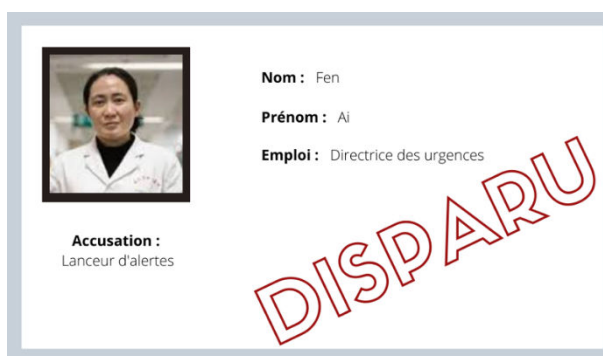 Nom : Fen
Prénom : Ai
Emploi : Directrice des urgences
Accusation :
Lanceur d'alertes
DISPARU